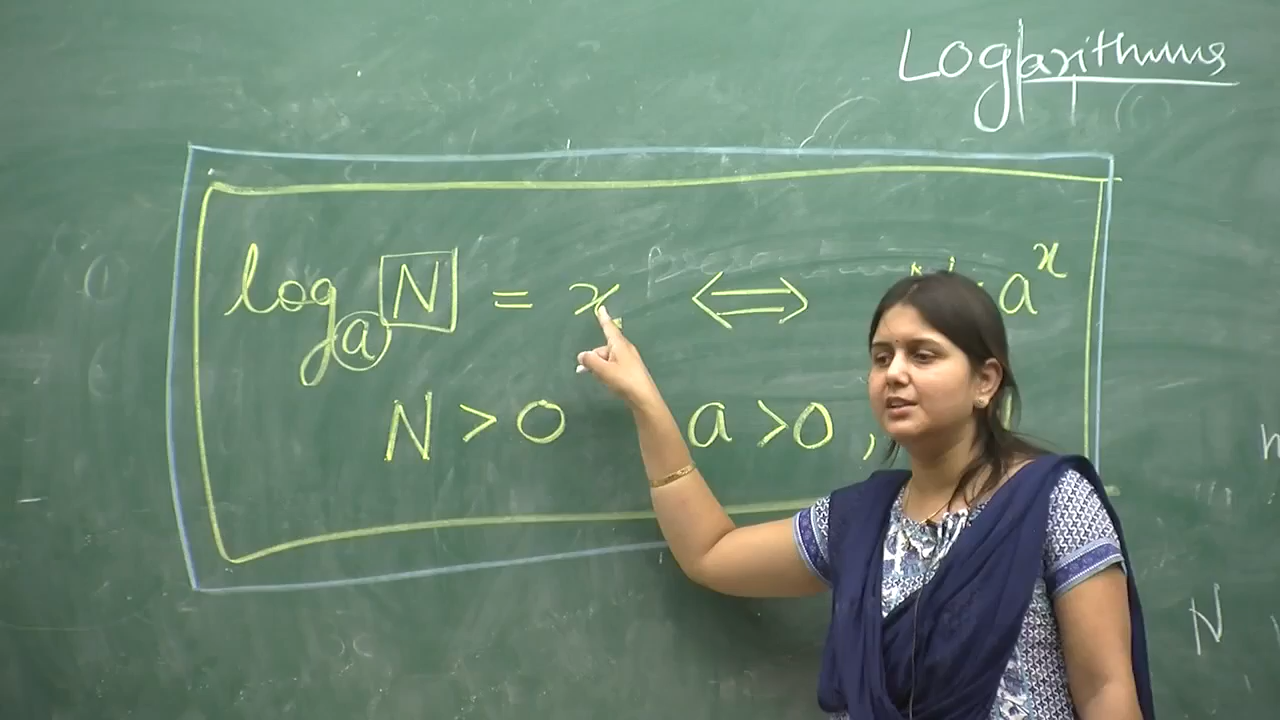 Logarithms
log_a N = x ⟺ a^x
N > 0 a > 0 ,
N